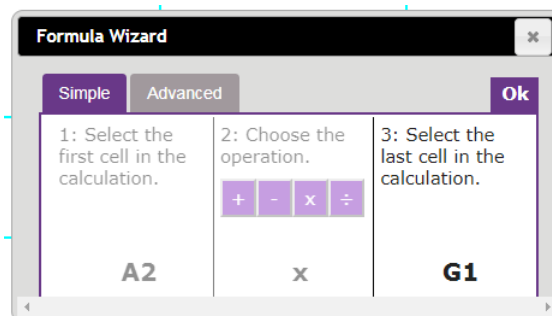 Formula Wizard ×
Simple Advanced Ok
1: Select the
first cell in the
calculation.
2: Choose the
operation.
+ - x ÷
3: Select the
last cell in the
calculation.
A2 x G1